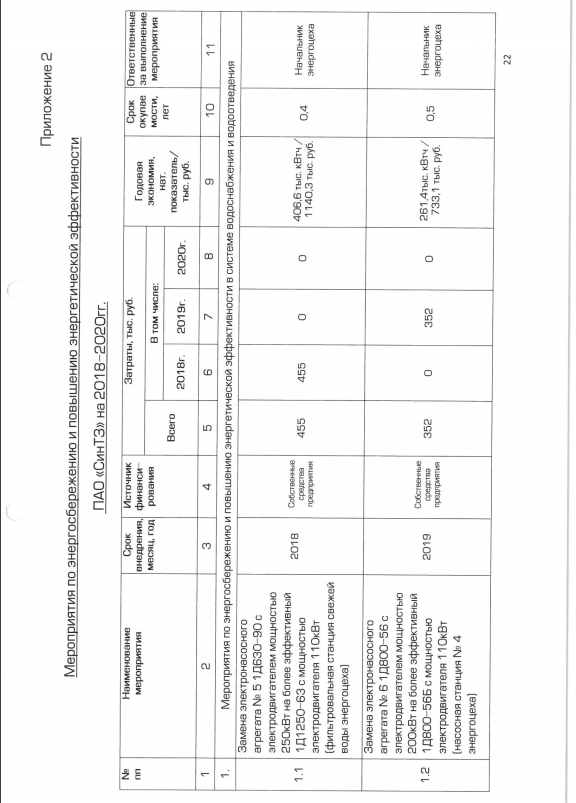 Приложение 2
Мероприятия по энергосбережению и повышению энергетической эффективности
ПАО «СинТЗ» на 2018-2020гг.
№
пп
Наименование
мероприятия
Срок
внедрения,
месяц, год
Источник
финанси-
рования
Затраты, тыс. руб.
Всего
В том числе:
2018г.
2019г.
2020г.
Годовая
экономия,
нат.
показатель/
тыс. руб.
Срок
окупае
мости,
лет
Ответственные
за выполнение
мероприятия
1
2
3
4
5
6
7
8
9
10
11
1.
Мероприятия по энергосбережению и повышению энергетической эффективности в системе водоснабжения и водоотведения
1.1
Замена электронасосного
агрегата № 5 1Д630-90 с
электродвигателем мощностью
250кВт на более эффективный
1Д1250-63 с мощностью
электродвигателя 110кВт
(фильтровальная станция свежей
воды энергоцеха)
2018
Собственные
средства
предприятия
455
455
0
0
406,6 тыс. кВтч /
1140,3 тыс. руб.
0,4
Начальник
энергоцеха
1.2
Замена электронасосного
агрегата № 6 1Д800-56 с
электродвигателем мощностью
200кВт на более эффективный
1Д800-56Б с мощностью
электродвигателя 110кВт
(насосная станция № 4
энергоцеха)
2019
Собственные
средства
предприятия
352
0
352
0
261,4тыс. кВтч /
733,1 тыс. руб.
0,5
Начальник
энергоцеха
22